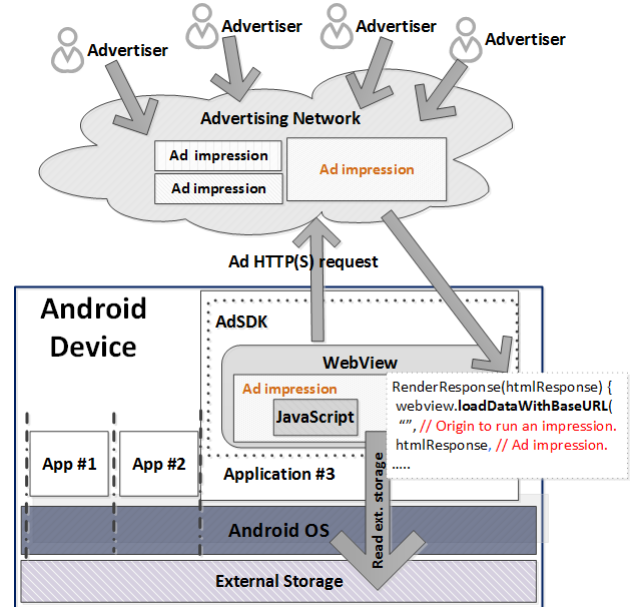 Advertiser
Advertiser
Advertiser
Advertiser
Advertising Network
Ad impression
Ad impression
Ad impression
Ad HTTP(S) request
Android
Device
AdSDK
WebView
Ad impression
JavaScript
RenderResponse(htmlResponse) {
webview.loadDataWithBaseURL(
“”, // Origin to run an impression.
htmlResponse, // Ad impression.
.....
App #1
App #2
Application #3
Read ext. storage
Android OS
External Storage